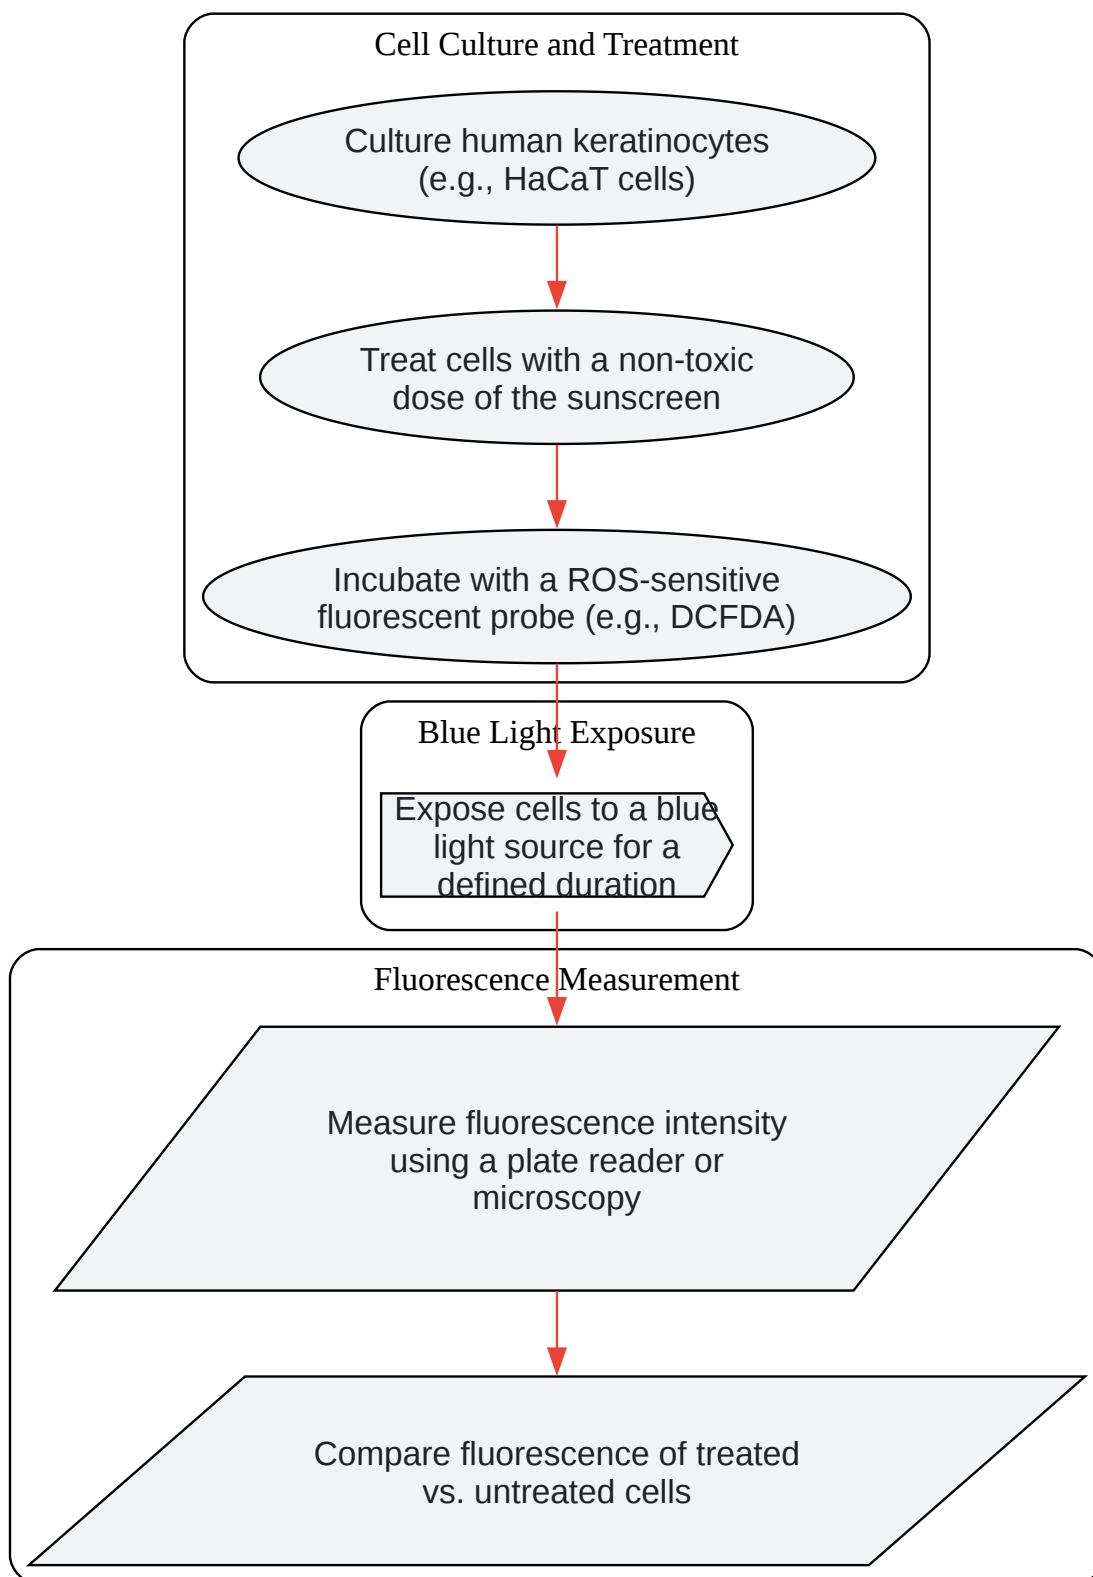 Cell Culture and Treatment
Culture human keratinocytes
(e.g., HaCaT cells)
Treat cells with a non-toxic
dose of the sunscreen
Incubate with a ROS-sensitive
fluorescent probe (e.g., DCFDA)
Blue Light Exposure
Expose cells to a blue
light source for a
defined duration
Fluorescence Measurement
Measure fluorescence intensity
using a plate reader or
microscopy
Compare fluorescence of treated
vs. untreated cells